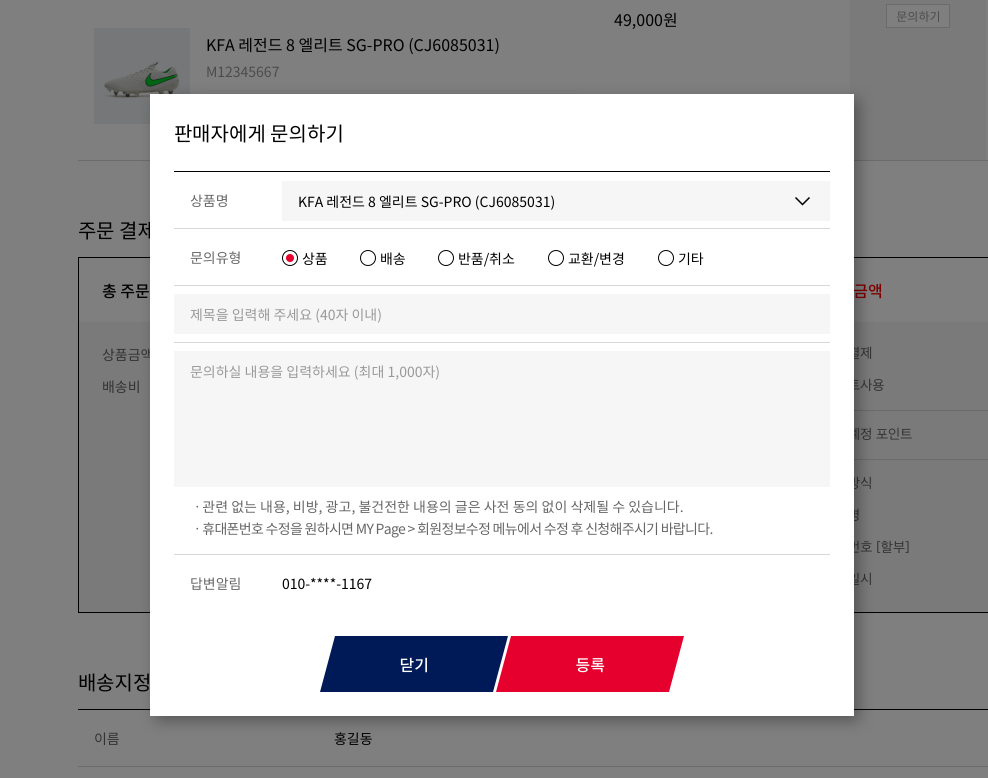 49,000원
문의하기
KFA 레전드 8 엘리트 SG-PRO (CJ6085031)
M12345667
판매자에게 문의하기
상품명
KFA 레전드 8 엘리트 SG-PRO (CJ6085031)
주문 결제
문의유형
상품 배송 반품/취소 교환/변경 기타
총 주문
금액
제목을 입력해 주세요 (40자 이내)
상품금액
결제
문의하실 내용을 입력하세요 (최대 1,000자)
배송비
트사용
예정 포인트
방식
· 관련 없는 내용, 비방, 광고, 불건전한 내용의 글은 사전 동의 없이 삭제될 수 있습니다.
· 휴대폰번호 수정을 원하시면 MY Page > 회원정보수정 메뉴에서 수정 후 신청해주시기 바랍니다.
번호 [할부]
일시
답변알림
010-****-1167
닫기
등록
배송지정
이름
홍길동